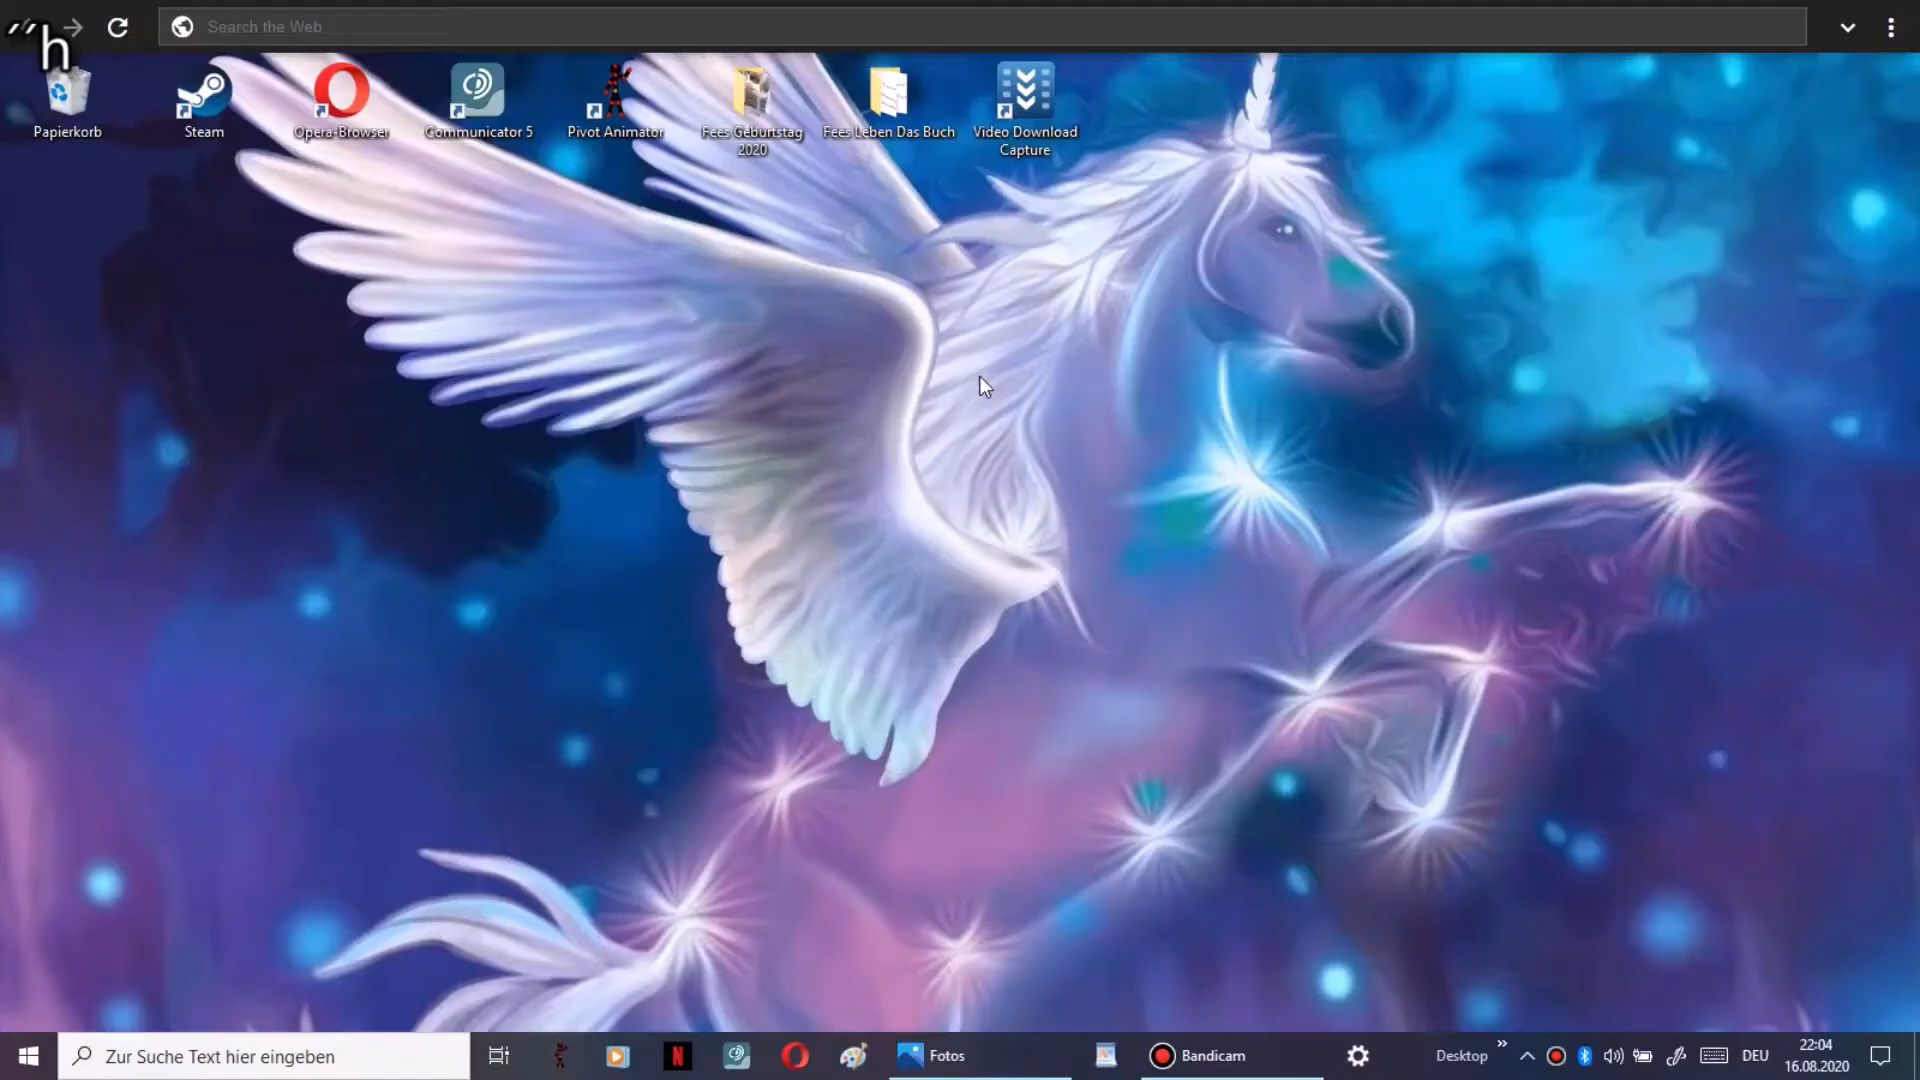 "h
Search the Web
Papierkorb
Steam
Opera-Browser
Communicator 5
Pivot Animator
Fees Geburtstag
2020
Fees Leben Das Buch
Video Download
Capture
Zur Suche Text hier eingeben
N
Fotos
Bandicam
Desktop
»
DEU
22:04
16.08.2020